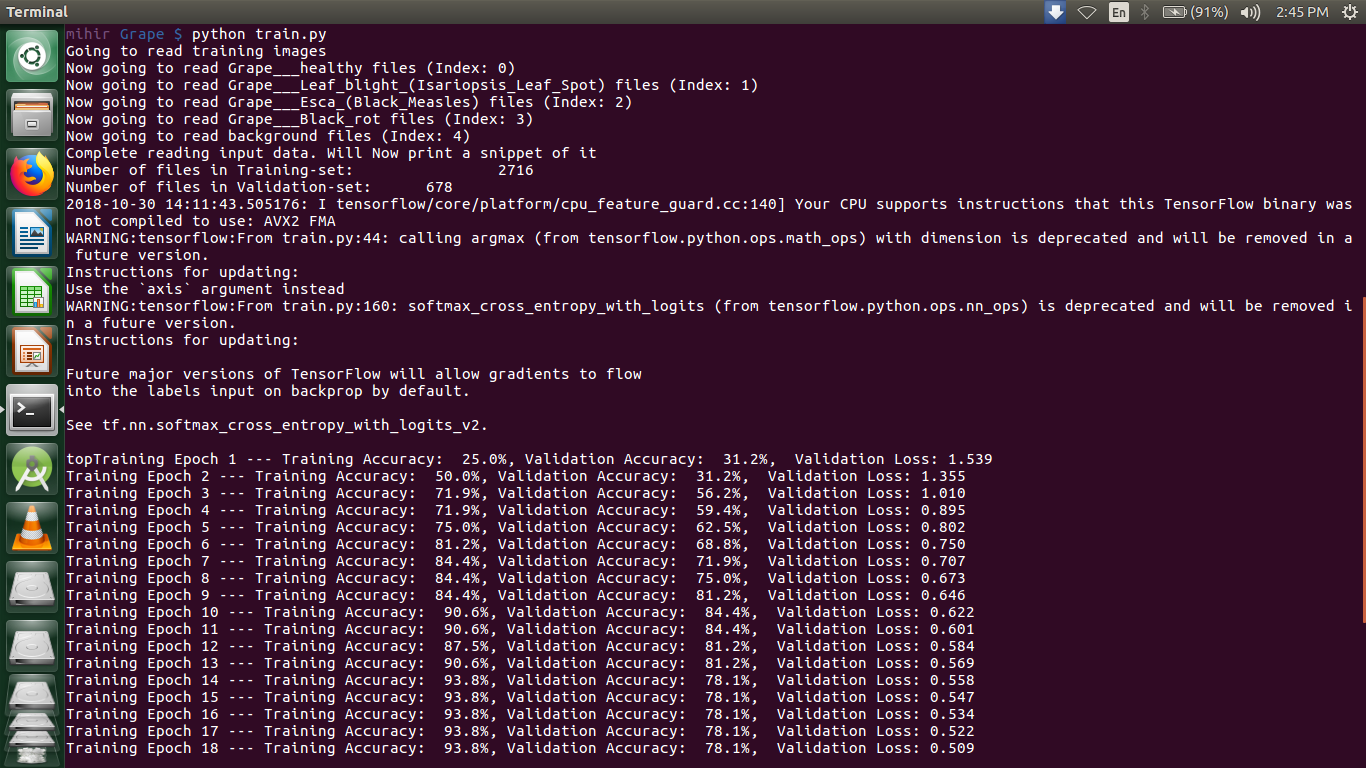 Terminal
En
(91%)
2:45 PM
mihir Grape $ python train.py
Going to read training images
Now going to read Grape___healthy files (Index: 0)
Now going to read Grape___Leaf_blight_(Isariopsis_Leaf_Spot) files (Index: 1)
Now going to read Grape___Esca_(Black_Measles) files (Index: 2)
Now going to read Grape___Black_rot files (Index: 3)
Now going to read background files (Index: 4)
Complete reading input data. Will Now print a snippet of it
Number of files in Training-set: 2716
Number of files in Validation-set: 678
2018-10-30 14:11:43.505176: I tensorflow/core/platform/cpu_feature_guard.cc:140] Your CPU supports instructions that this TensorFlow binary was
 not compiled to use: AVX2 FMA
WARNING:tensorflow:From train.py:44: calling argmax (from tensorflow.python.ops.math_ops) with dimension is deprecated and will be removed in a
 future version.
Instructions for updating:
Use the `axis` argument instead
WARNING:tensorflow:From train.py:160: softmax_cross_entropy_with_logits (from tensorflow.python.ops.nn_ops) is deprecated and will be removed i
n a future version.
Instructions for updating:
Future major versions of TensorFlow will allow gradients to flow
into the labels input on backprop by default.
See tf.nn.softmax_cross_entropy_with_logits_v2.
topTraining Epoch 1 --- Training Accuracy:  25.0%, Validation Accuracy:  31.2%,  Validation Loss: 1.539
Training Epoch 2 --- Training Accuracy:  50.0%, Validation Accuracy:  31.2%,  Validation Loss: 1.355
Training Epoch 3 --- Training Accuracy:  71.9%, Validation Accuracy:  56.2%,  Validation Loss: 1.010
Training Epoch 4 --- Training Accuracy:  71.9%, Validation Accuracy:  59.4%,  Validation Loss: 0.895
Training Epoch 5 --- Training Accuracy:  75.0%, Validation Accuracy:  62.5%,  Validation Loss: 0.802
Training Epoch 6 --- Training Accuracy:  81.2%, Validation Accuracy:  68.8%,  Validation Loss: 0.750
Training Epoch 7 --- Training Accuracy:  84.4%, Validation Accuracy:  71.9%,  Validation Loss: 0.707
Training Epoch 8 --- Training Accuracy:  84.4%, Validation Accuracy:  75.0%,  Validation Loss: 0.673
Training Epoch 9 --- Training Accuracy:  84.4%, Validation Accuracy:  81.2%,  Validation Loss: 0.646
Training Epoch 10 --- Training Accuracy:  90.6%, Validation Accuracy:  84.4%,  Validation Loss: 0.622
Training Epoch 11 --- Training Accuracy:  90.6%, Validation Accuracy:  84.4%,  Validation Loss: 0.601
Training Epoch 12 --- Training Accuracy:  87.5%, Validation Accuracy:  81.2%,  Validation Loss: 0.584
Training Epoch 13 --- Training Accuracy:  90.6%, Validation Accuracy:  81.2%,  Validation Loss: 0.569
Training Epoch 14 --- Training Accuracy:  93.8%, Validation Accuracy:  78.1%,  Validation Loss: 0.558
Training Epoch 15 --- Training Accuracy:  93.8%, Validation Accuracy:  78.1%,  Validation Loss: 0.547
Training Epoch 16 --- Training Accuracy:  93.8%, Validation Accuracy:  78.1%,  Validation Loss: 0.534
Training Epoch 17 --- Training Accuracy:  93.8%, Validation Accuracy:  78.1%,  Validation Loss: 0.522
Training Epoch 18 --- Training Accuracy:  93.8%, Validation Accuracy:  78.1%,  Validation Loss: 0.509